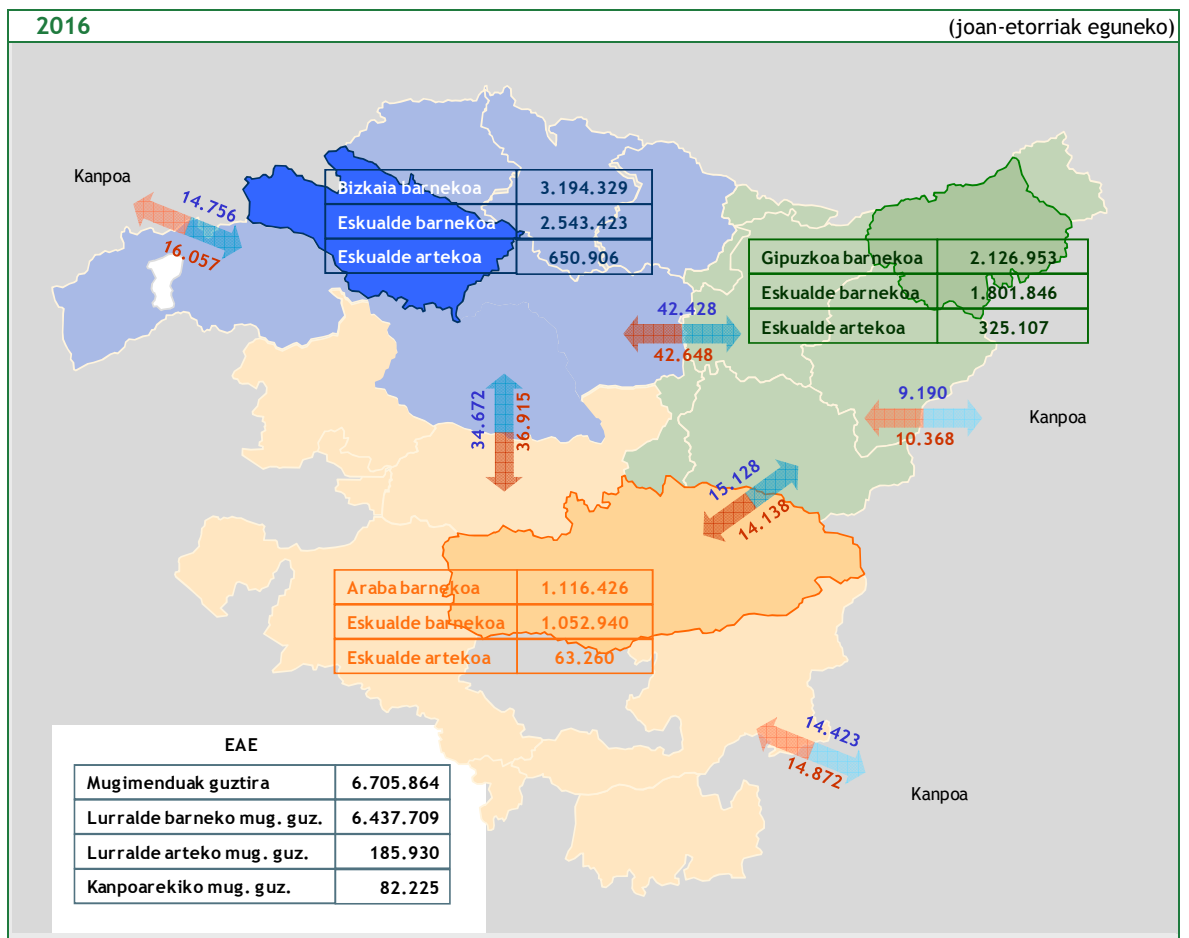 2016 (joan-etorriak eguneko)
Kanpoa
14.756
16.057
Bizkaia barnekoa 3.194.329
Eskualde barnekoa 2.543.423
Eskualde artekoa 650.906
Gipuzkoa barnekoa 2.126.953
Eskualde barnekoa 1.801.846
Eskualde artekoa 325.107
42.428
42.648
9.190
10.368
Kanpoa
34.672
36.915
15.128
14.138
Araba barnekoa 1.116.426
Eskualde barnekoa 1.052.940
Eskualde artekoa 63.260
14.423
14.872
Kanpoa
EAE
Mugimenduak guztira 6.705.864
Lurralde barneko mug. guz. 6.437.709
Lurralde arteko mug. guz. 185.930
Kanpoarekiko mug. guz. 82.225